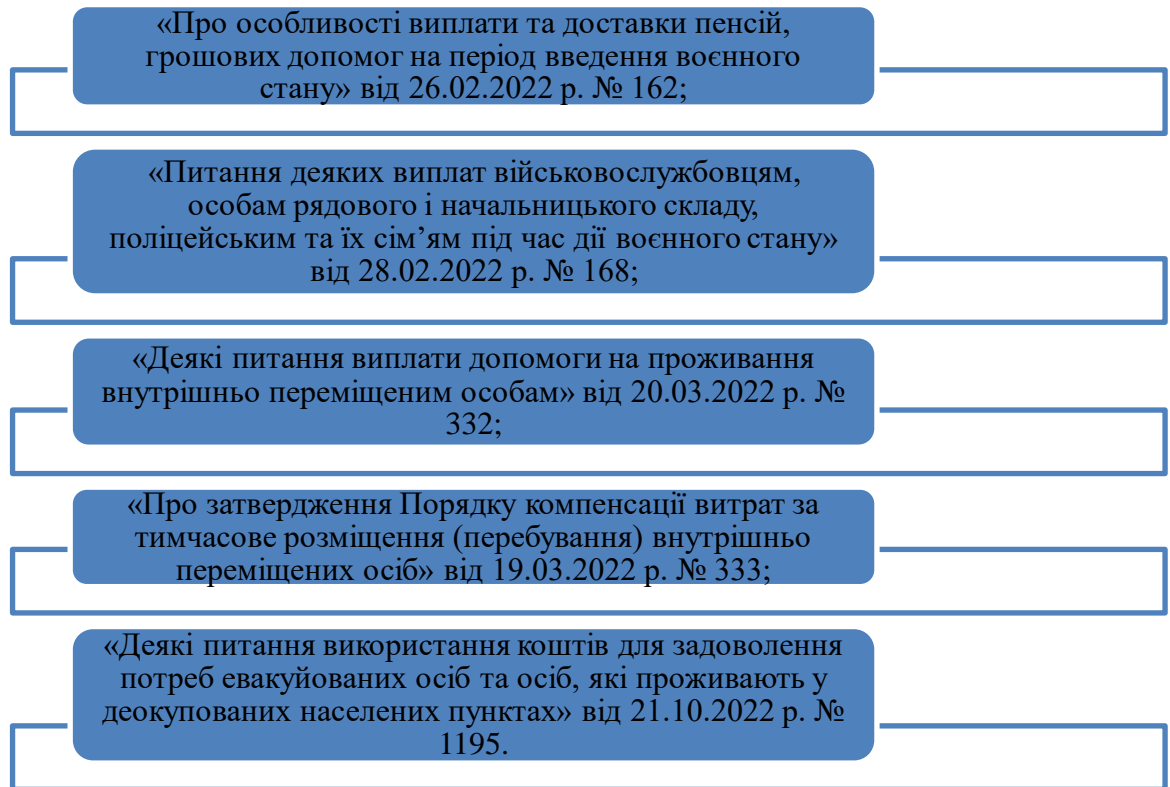 «Про особливості виплати та доставки пенсій,
грошових допомог на період введення воєнного
стану» від 26.02.2022 р. № 162;
«Питання деяких виплат військовослужбовцям,
особам рядового і начальницького складу,
поліцейським та їх сім’ям під час дії воєнного стану»
від 28.02.2022 р. № 168;
«Деякі питання виплати допомоги на проживання
внутрішньо переміщеним особам» від 20.03.2022 р. №
332;
«Про затвердження Порядку компенсації витрат за
тимчасове розміщення (перебування) внутрішньо
переміщених осіб» від 19.03.2022 р. № 333;
«Деякі питання використання коштів для задоволення
потреб евакуйованих осіб та осіб, які проживають у
деокупованих населених пунктах» від 21.10.2022 р. №
1195.